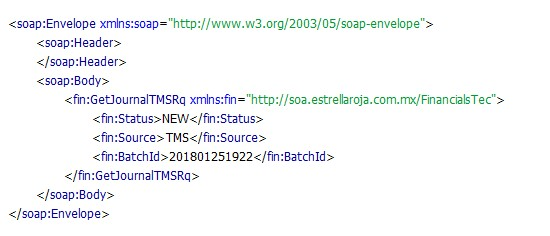 <soap:Envelope xmlns:soap="http://www.w3.org/2003/05/soap-envelope">
<soap:Header>
</soap:Header>
<soap:Body>
<fin:GetJournalTMSRq xmlns:fin="http://soa.estrellaroja.com.mx/FinancialsTec">
<fin:Status>NEW</fin:Status>
<fin:Source>TMS</fin:Source>
<fin:BatchId>201801251922</fin:BatchId>
</fin:GetJournalTMSRq>
</soap:Body>
</soap:Envelope>